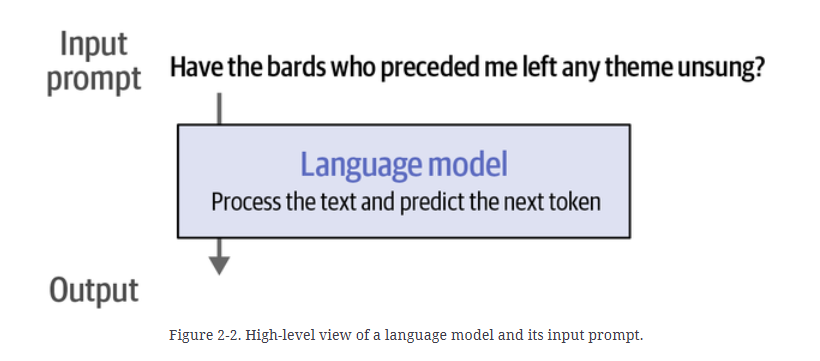 Input
prompt
Have the bards who preceded me left any theme unsung?
Language model
Process the text and predict the next token
Output
Figure 2-2. High-level view of a language model and its input prompt.